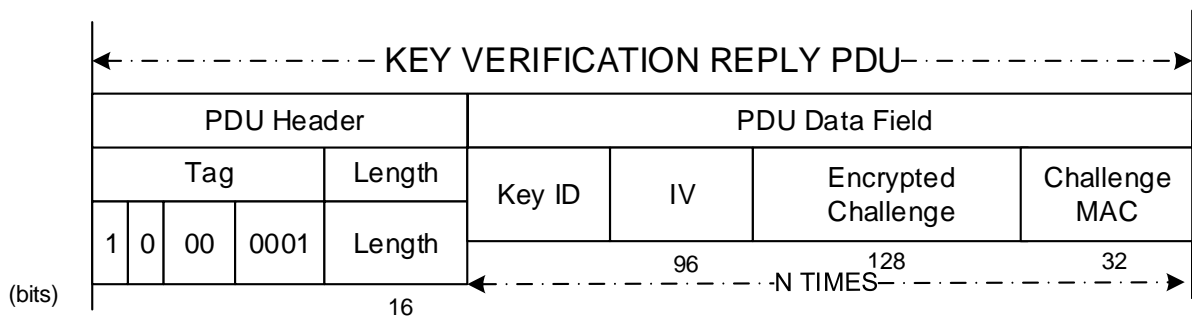 KEY VERIFICATION REPLY PDU
PDU Header
PDU Data Field
Tag
Length
Key ID
IV
Encrypted
Challenge
Challenge
MAC
1
0
00
0001
Length
96
128
32
N TIMES
(bits)
16